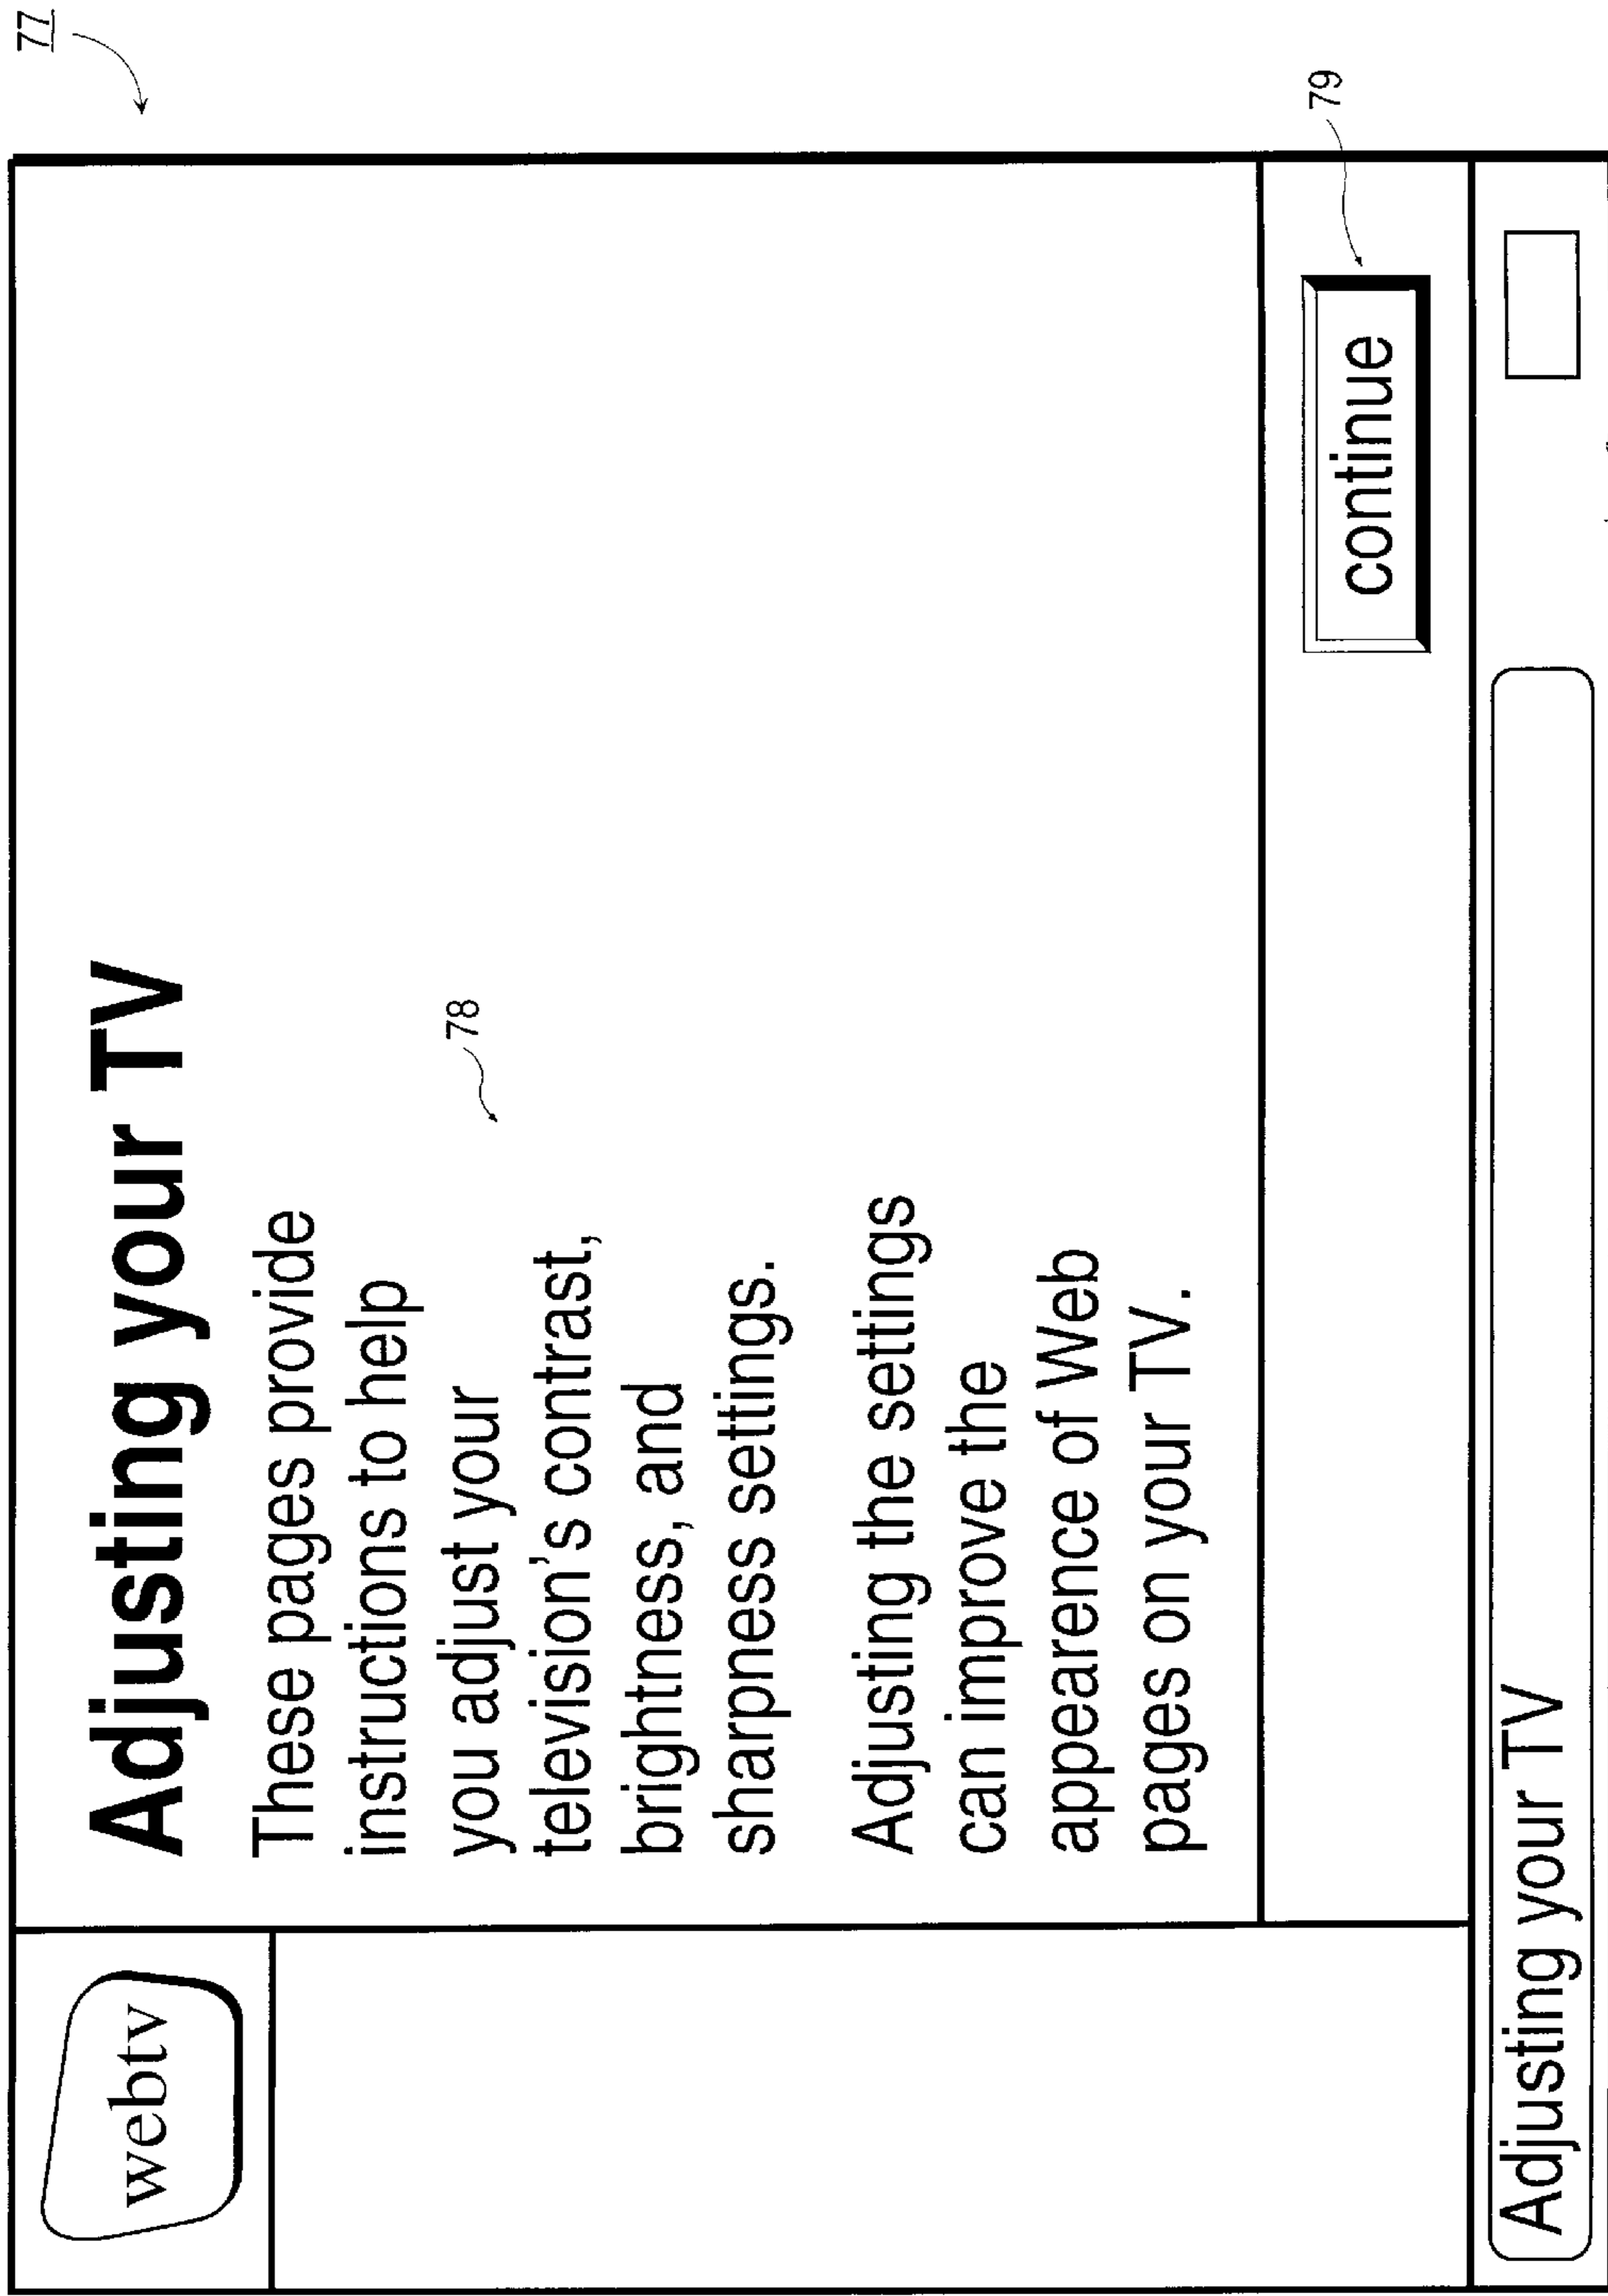 77
webtv
Adjusting your TV
These pages provide
instructions to help
you adjust your
television's contrast,
brightness, and
sharpness settings.
78
Adjusting the settings
can improve the
appearence of Web
pages on your TV.
continue
79
Adjusting your TV